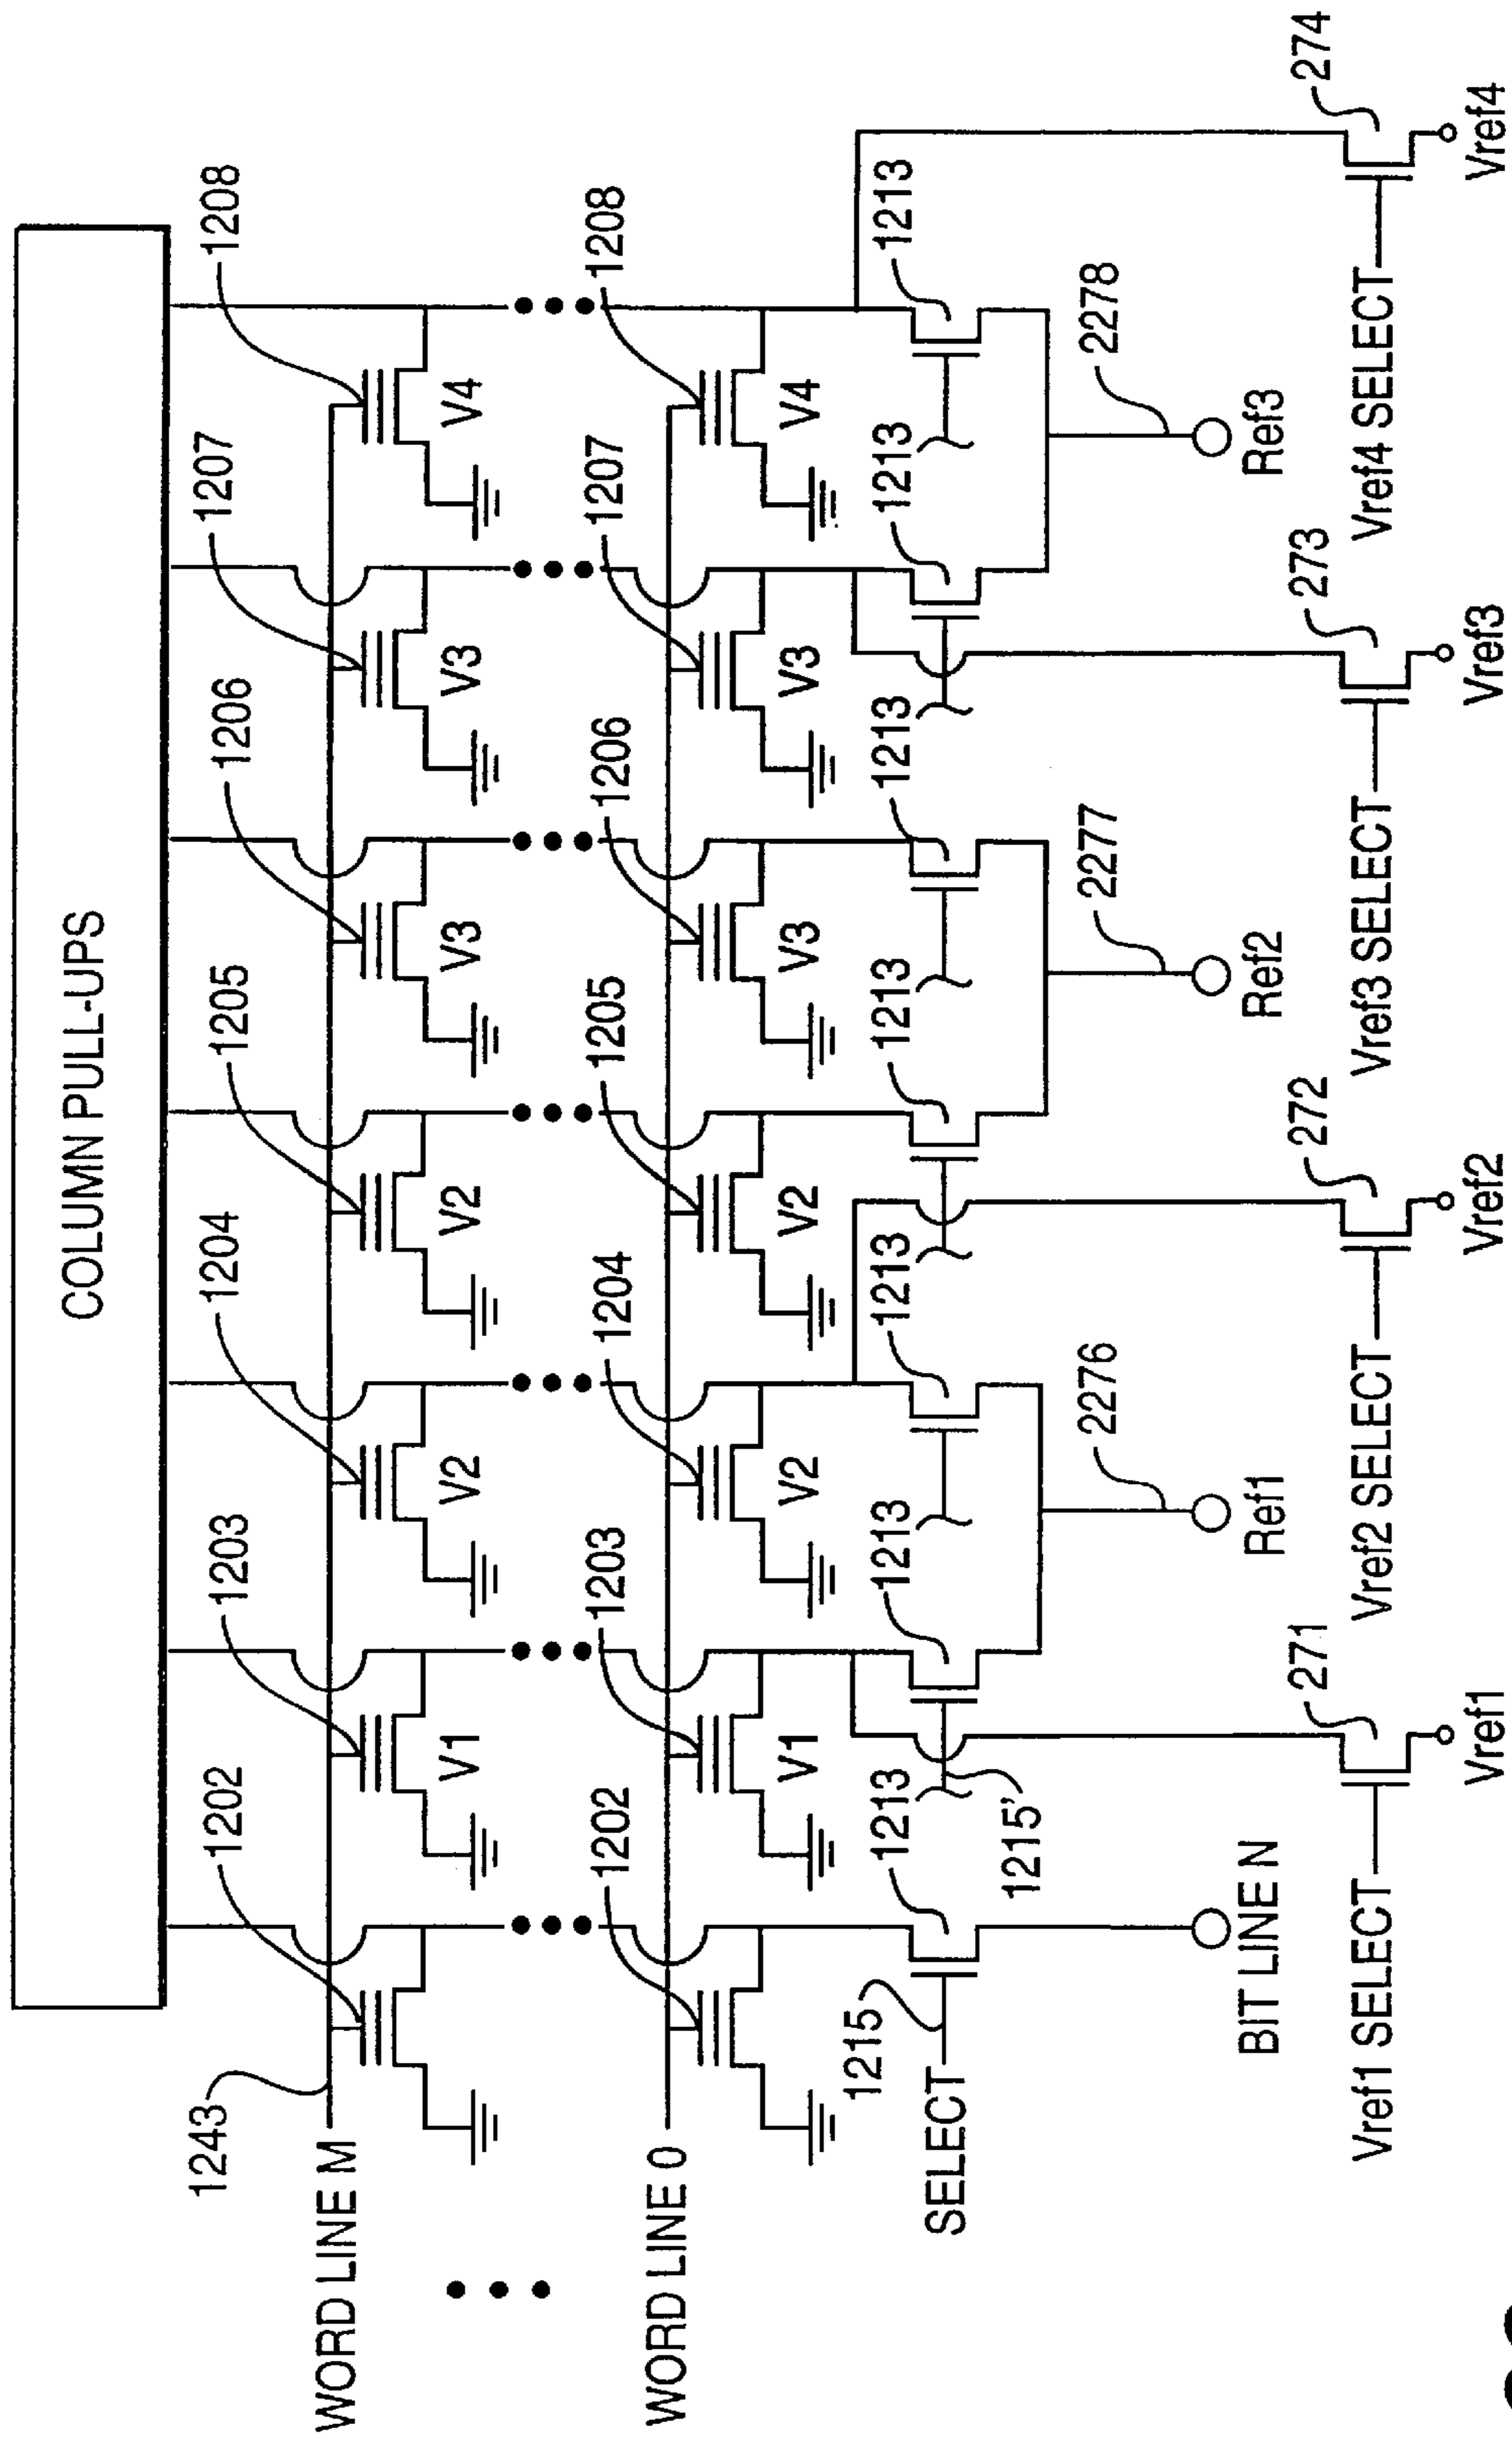 COLUMN PULL-UPS
1243
1202
1203
1204
1205
1206
1207
1208
WORD LINE M
V1
V2
V2
V3
V3
V4
1202
1203
1204
1205
1206
1207
1208
WORD LINE 0
V1
V2
V2
V3
V3
V4
1215
1213
1213
1213
1213
1213
1213
1213
SELECT
1215'
2276
2277
2278
BIT LINE N
Ref1
Ref2
Ref3
271
272
273
274
Vref1 SELECT
Vref2 SELECT
Vref3 SELECT
Vref4 SELECT
Vref1
Vref2
Vref3
Vref4